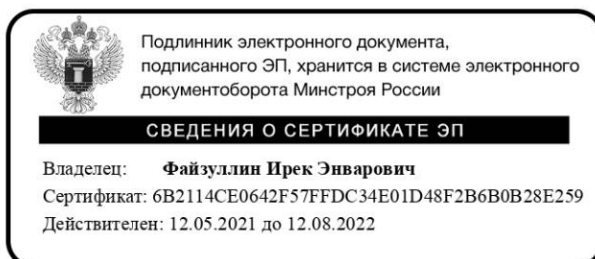 Подлинник электронного документа,
подписанного ЭП, хранится в системе электронного
документоборота Минстроя России
СВЕДЕНИЯ О СЕРТИФИКАТЕ ЭП
Владелец: Файзуллин Ирек Энварович
Сертификат: 6B2114CE0642F57FFDC34E01D48F2B6B0B28E259
Действителен: 12.05.2021 до 12.08.2022